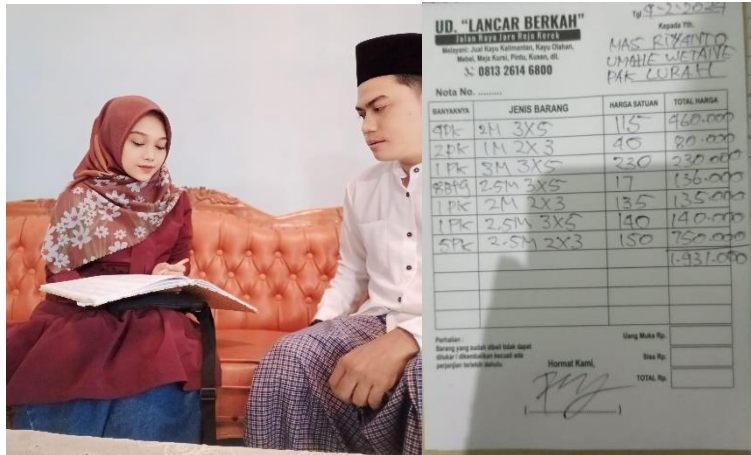 Tgl 9-2-2024
UD. "LANCAR BERKAH"
Kepada Yth,
Jalan Raya Jaro Rejo Kerek
MAS RIYANTO
Melayani: Jual Kayu Kalimantan, Kayu Olahan,
UMAHE WETANE
Mebel, Meja Kursi, Pintu, Kusen, dll.
PAK LURAH
0813 2614 6800
Nota No. ........
BANYAKNYA JENIS BARANG HARGA SATUAN TOTAL HARGA
4PK 2M 3X5 115 460.000
2PK 1M 2X3 40 80.000
1PK 3M 3X5 230 230.000
2.5M 3X5 17 136.000
1PK 2M 2X3 135 135.000
1PK 2.5M 3X5 140 140.000
5PK 2.5M 2X3 150 750.000
1.931.000
Perhatian :
Barang yang sudah dibeli tidak dapat
ditukar / dikembalikan kecuali ada
perjanjian terlebih dahulu
Hormat Kami,
Uang Muka Rp.
Sisa Rp.
TOTAL Rp.